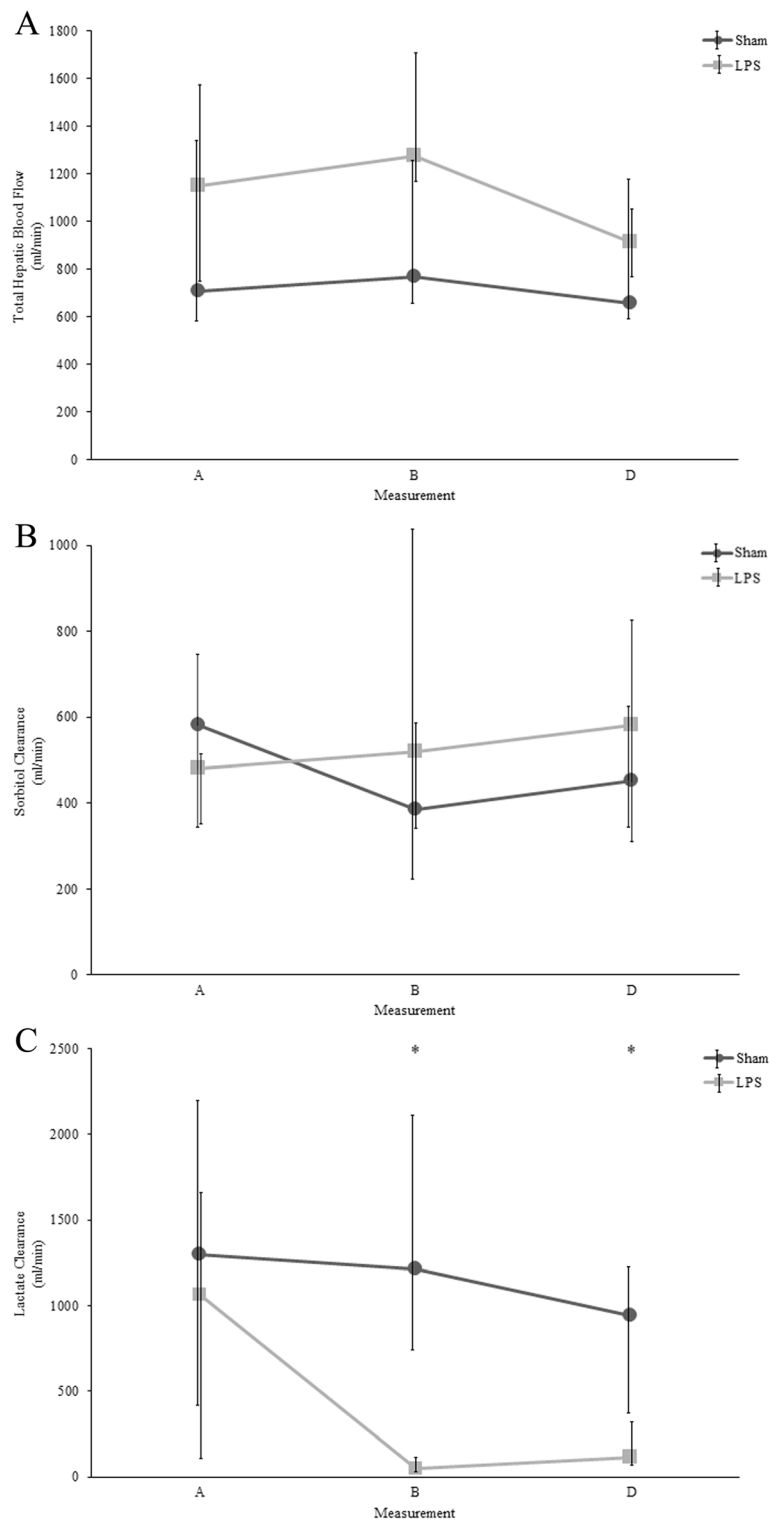 A
1800
1600
1400
1200
1000
800
600
400
200
0
Total Hepatic Blood Flow
(ml/min)
Sham
LPS
A B D
Measurement
B
1000
800
600
400
200
0
Sorbitol Clearance
(ml/min)
Sham
LPS
A B D
Measurement
C
2500
2000
1500
1000
500
0
Lactate Clearance
(ml/min)
* *
Sham
LPS
A B D
Measurement